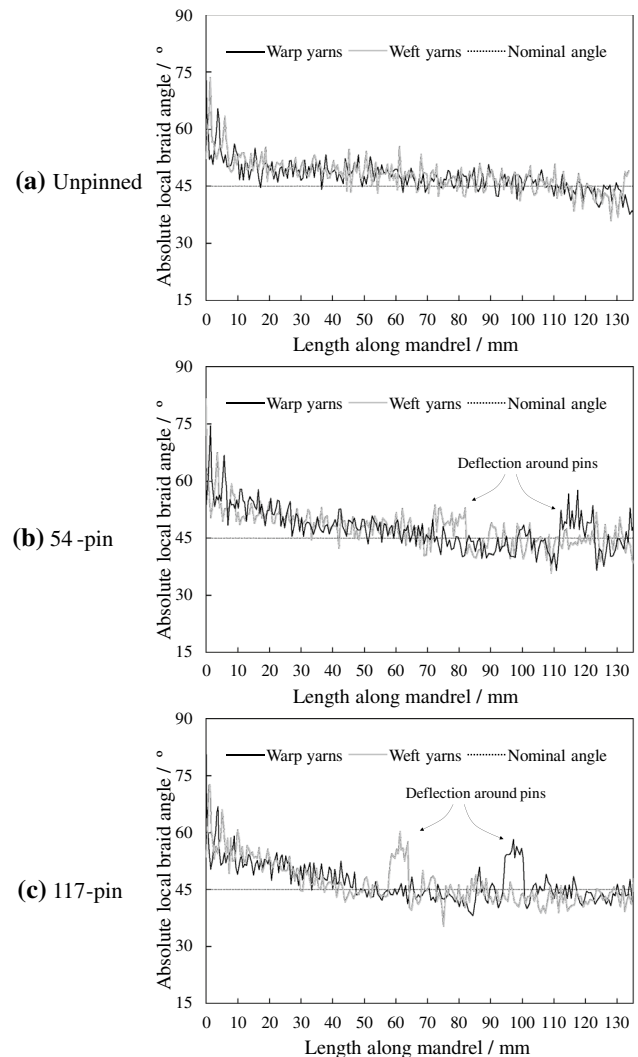 90
Warp yarns Weft yarns Nominal angle
75
60
(a) Unpinned
45
30
15
0 10 20 30 40 50 60 70 80 90 100 110 120 130
Absolute local braid angle / °
Length along mandrel / mm
90
Warp yarns Weft yarns Nominal angle
75
Deflection around pins
60
(b) 54 -pin
45
30
15
0 10 20 30 40 50 60 70 80 90 100 110 120 130
Absolute local braid angle / °
Length along mandrel / mm
90
Warp yarns Weft yarns Nominal angle
75
Deflection around pins
60
(c) 117-pin
45
30
15
0 10 20 30 40 50 60 70 80 90 100 110 120 130
Absolute local braid angle / °
Length along mandrel / mm